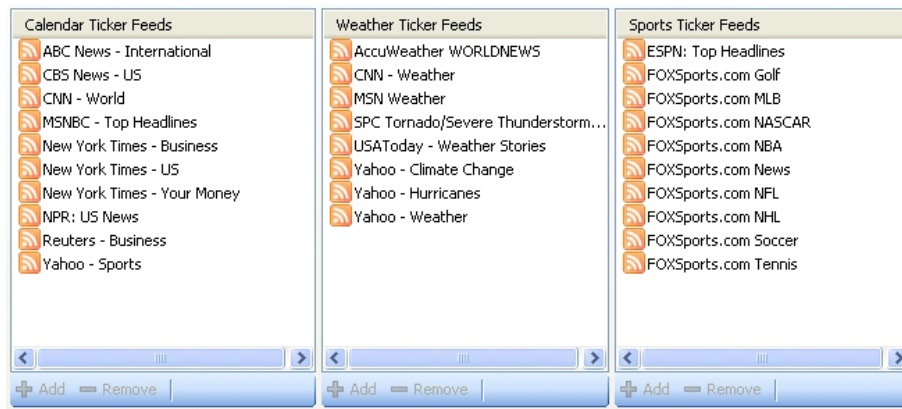 Calendar Ticker Feeds
ABC News - International
CBS News - US
CNN - World
MSNBC - Top Headlines
New York Times - Business
New York Times - US
New York Times - Your Money
NPR: US News
Reuters - Business
Yahoo - Sports
Add Remove
Weather Ticker Feeds
AccuWeather WORLDNEWS
CNN - Weather
MSN Weather
SPC Tornado/Severe Thunderstorm...
USAToday - Weather Stories
Yahoo - Climate Change
Yahoo - Hurricanes
Yahoo - Weather
Add Remove
Sports Ticker Feeds
ESPN: Top Headlines
FOXSports.com Golf
FOXSports.com MLB
FOXSports.com NASCAR
FOXSports.com NBA
FOXSports.com News
FOXSports.com NFL
FOXSports.com NHL
FOXSports.com Soccer
FOXSports.com Tennis
Add Remove